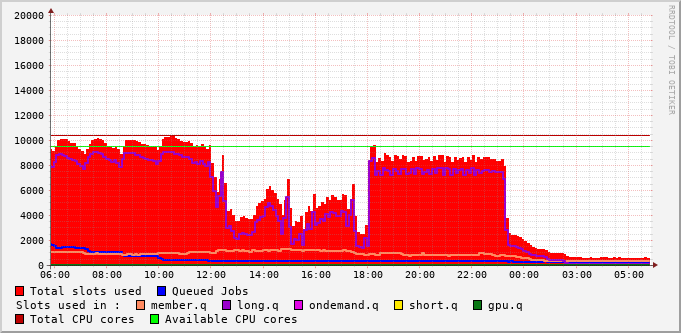 20000
18000
16000
14000
12000
10000
8000
6000
4000
2000
0
06:00 08:00 10:00 12:00 14:00 16:00 18:00 20:00 22:00 01:00 03:00 05:00
RRDTOOL / TOBI OETIKER
Total slots used Queued Jobs
Slots used in : member.q long.q ondemand.q short.q gpu.q
Total CPU cores Available CPU cores